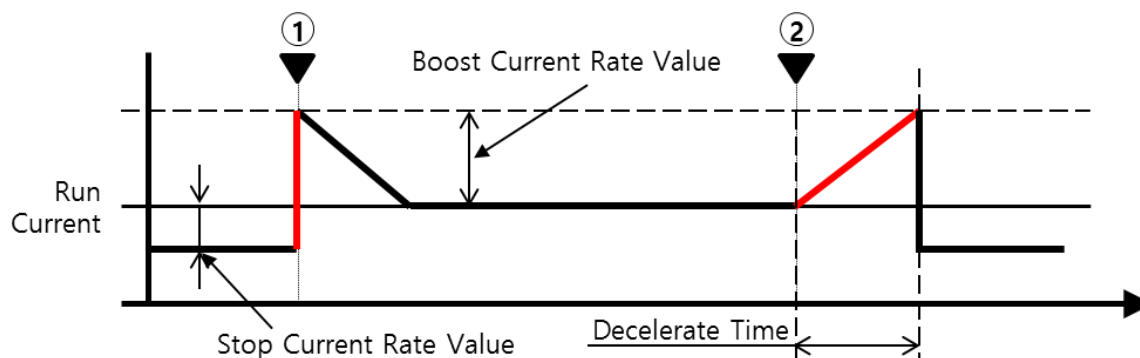 ①
②
Boost Current Rate Value
Run
Current
Stop Current Rate Value
Decelerate Time